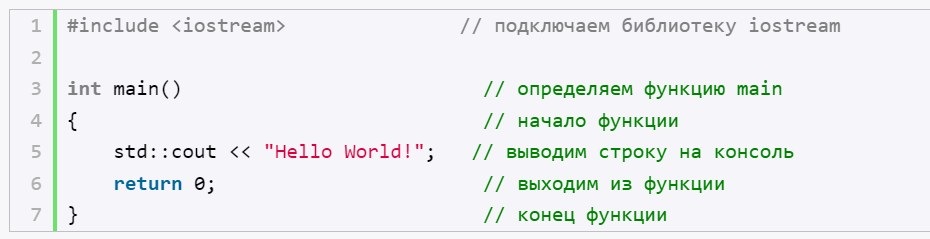 1 #include <iostream> // подключаем библиотеку iostream
2
3 int main() // определяем функцию main
4 { // начало функции
5 std::cout << "Hello World!"; // выводим строку на консоль
6 return 0; // выходим из функции
7 } // конец функции